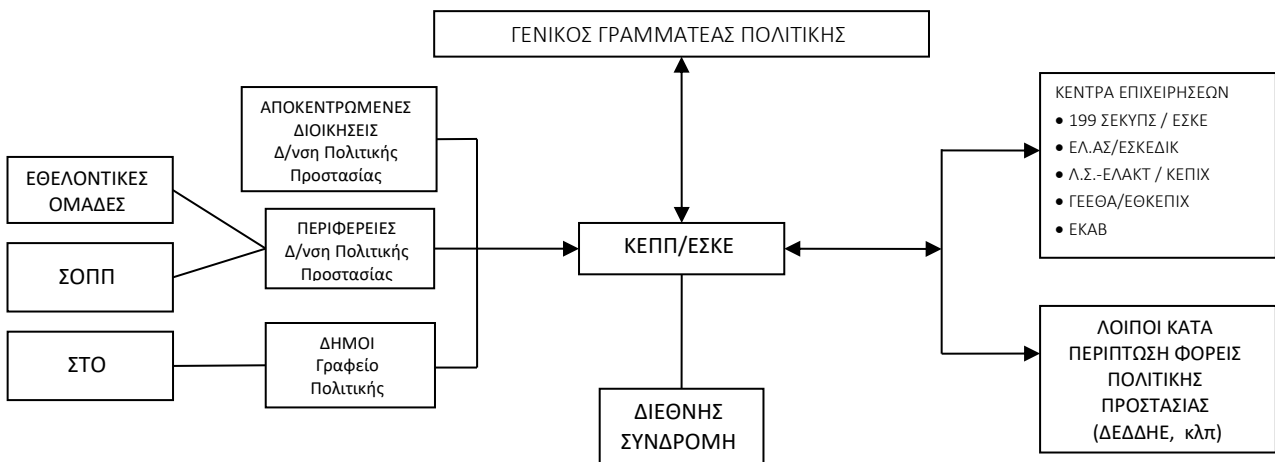 ΓΕΝΙΚΟΣ ΓΡΑΜΜΑΤΕΑΣ ΠΟΛΙΤΙΚΗΣ
ΑΠΟΚΕΝΤΡΩΜΕΝΕΣ
ΔΙΟΙΚΗΣΕΙΣ
Δ/νση Πολιτικής
Προστασίας
ΕΘΕΛΟΝΤΙΚΕΣ
ΟΜΑΔΕΣ
ΣΟΠΠ
ΣΤΟ
ΠΕΡΙΦΕΡΕΙΕΣ
Δ/νση Πολιτικής
Προστασίας
ΔΗΜΟΙ
Γραφείο
Πολιτικής
ΚΕΠΠ/ΕΣΚΕ
ΔΙΕΘΝΗΣ
ΣΥΝΔΡΟΜΗ
ΚΕΝΤΡΑ ΕΠΙΧΕΙΡΗΣΕΩΝ
• 199 ΣΕΚΥΠΣ / ΕΣΚΕ
• ΕΛ.ΑΣ/ΕΣΚΕΔΙΚ
• Λ.Σ.-ΕΛΑΚΤ / ΚΕΠΙΧ
• ΓΕΕΘΑ/ΕΘΚΕΠΙΧ
• ΕΚΑΒ
ΛΟΙΠΟΙ ΚΑΤΑ
ΠΕΡΙΠΤΩΣΗ ΦΟΡΕΙΣ
ΠΟΛΙΤΙΚΗΣ
ΠΡΟΣΤΑΣΙΑΣ
(ΔΕΔΔΗΕ, κλπ)